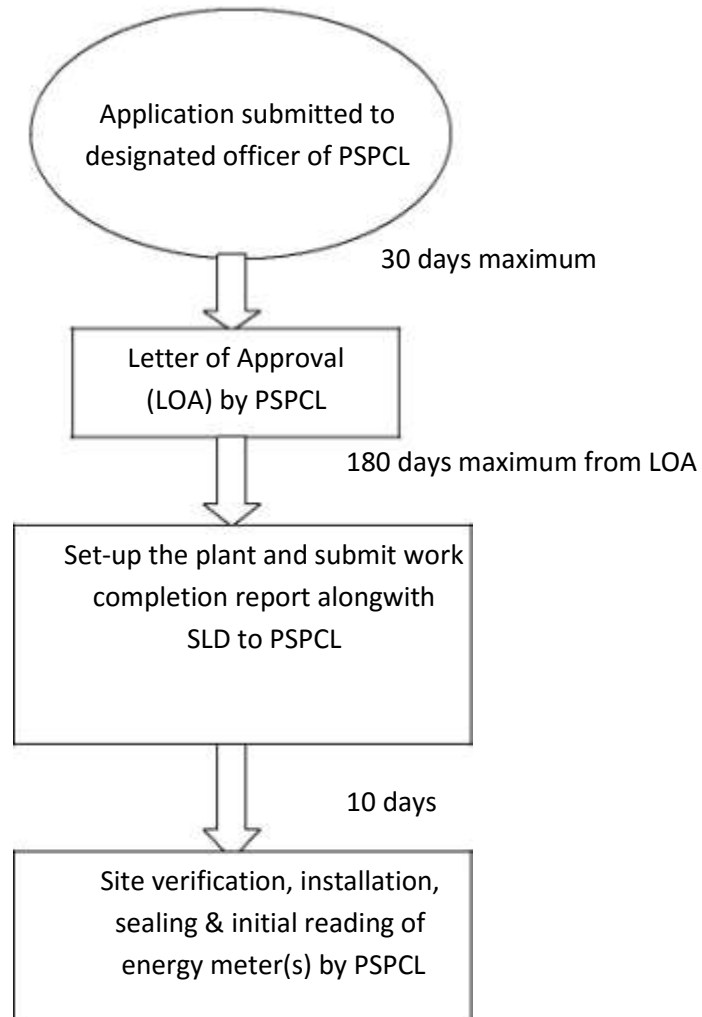 Application submitted to
designated officer of PSPCL
30 days maximum
Letter of Approval
(LOA) by PSPCL
180 days maximum from LOA
Set-up the plant and submit work
completion report alongwith
SLD to PSPCL
10 days
Site verification, installation,
sealing & initial reading of
energy meter(s) by PSPCL